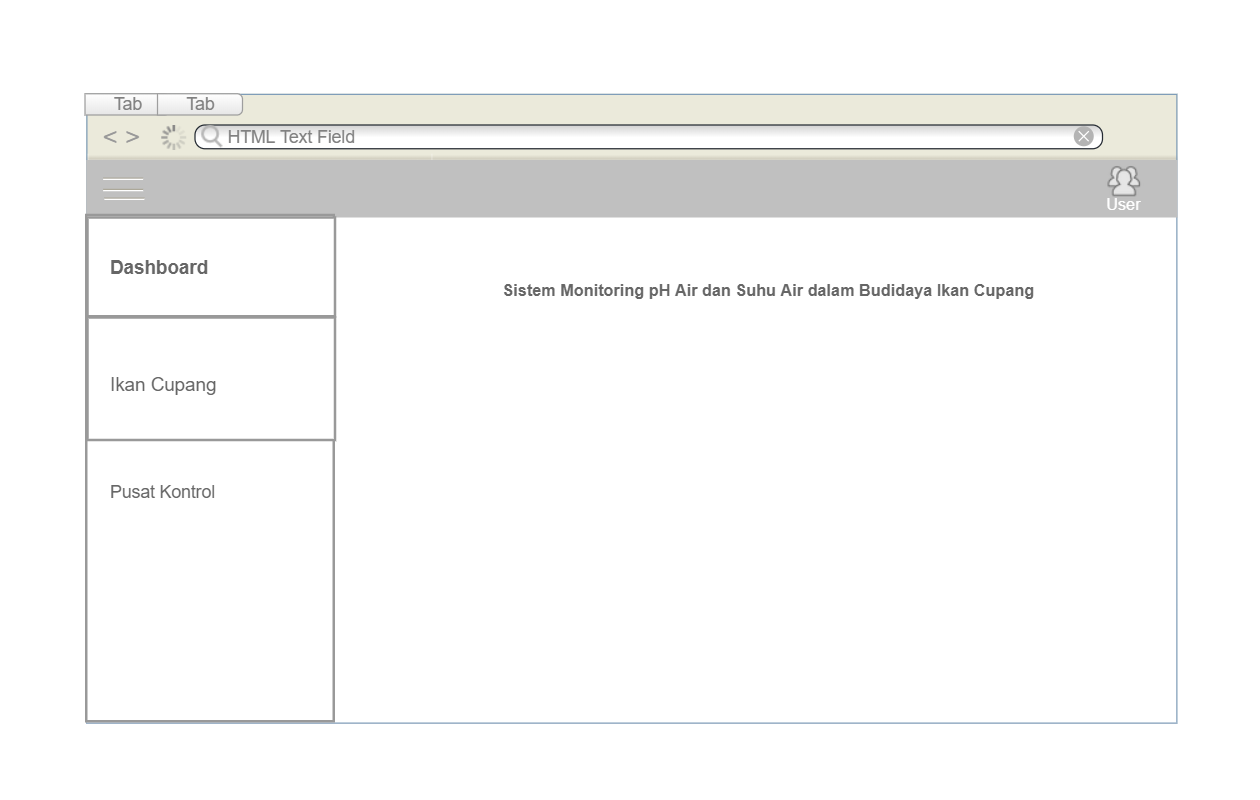 Tab
Tab
< >
HTML Text Field
User
Dashboard
Sistem Monitoring pH Air dan Suhu Air dalam Budidaya Ikan Cupang
Ikan Cupang
Pusat Kontrol